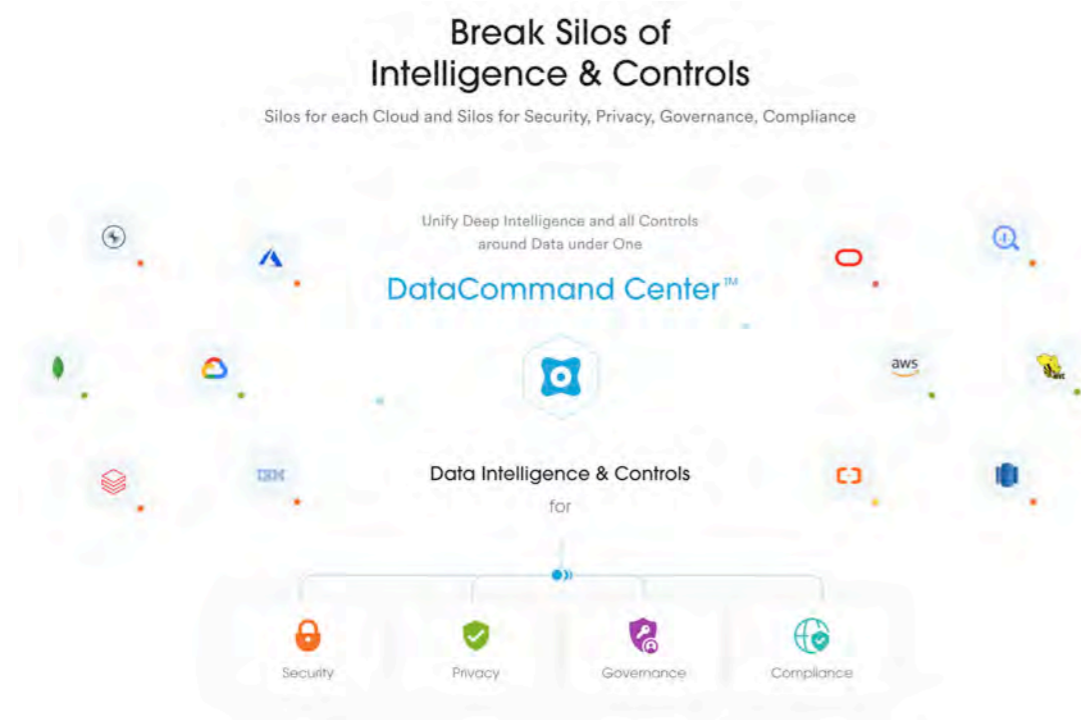 Break Silos of
Intelligence & Controls
Silos for each Cloud and Silos for Security, Privacy, Governance, Compliance
Unify Deep Intelligence and all Controls
around Data under One
DataCommand Center™
aws
IBM
Data Intelligence & Controls
for
Security
Privacy
Governance
Compliance